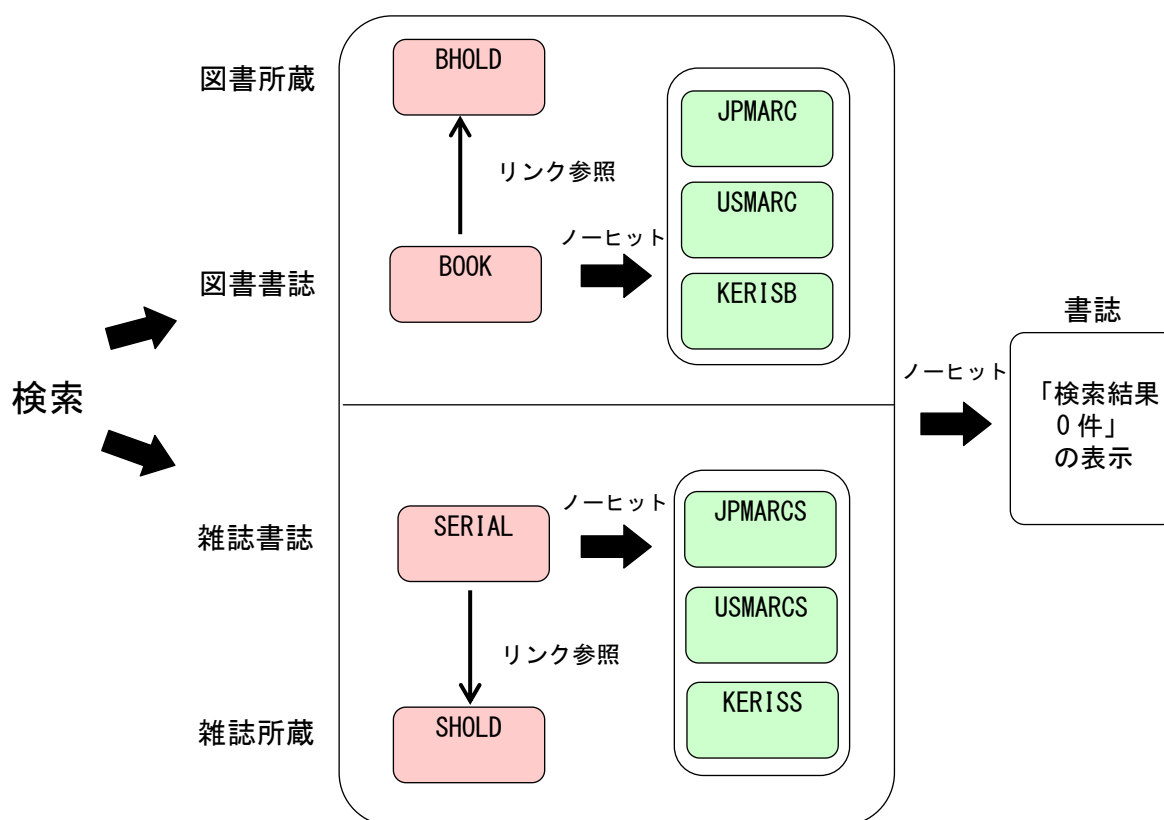 図書所蔵
BHOLD
JPMARC
リンク参照
USMARC
ノーヒット
図書書誌
BOOK
KERISB
書誌
検索
ノーヒット
「検索結果
0件」
の表示
雑誌書誌
SERIAL
ノーヒット
JPMARCS
USMARCS
リンク参照
雑誌所蔵
SHOLD
KERISS